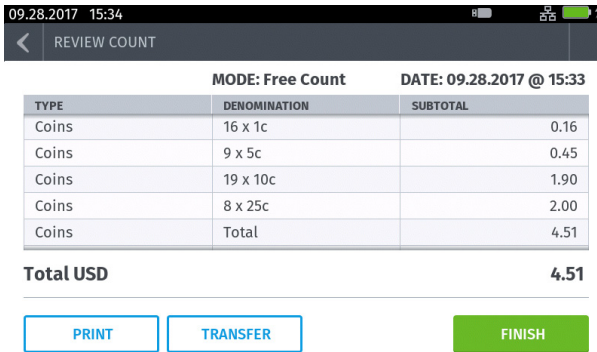 09.28.2017 15:34
REVIEW COUNT
MODE: Free Count DATE: 09.28.2017 @ 15:33
TYPE DENOMINATION SUBTOTAL
Coins 16 x 1c 0.16
Coins 9 x 5c 0.45
Coins 19 x 10c 1.90
Coins 8 x 25c 2.00
Coins Total 4.51
Total USD 4.51
PRINT TRANSFER FINISH